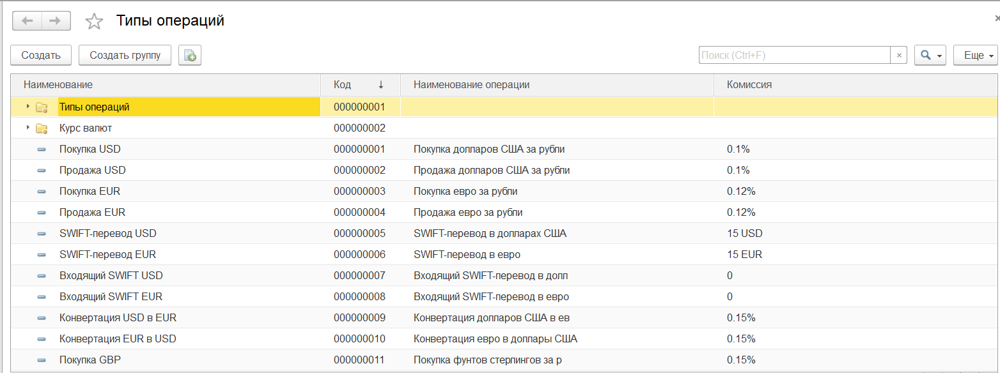 Типы операций
Создать Создать группу Поиск (Ctrl+F) × Еще
Наименование Код ↓ Наименование операции Комиссия
Типы операций 000000001
Курс валют 000000002
Покупка USD 000000001 Покупка долларов США за рубли 0.1%
Продажа USD 000000002 Продажа долларов США за рубли 0.1%
Покупка EUR 000000003 Покупка евро за рубли 0.12%
Продажа EUR 000000004 Продажа евро за рубли 0.12%
SWIFT-перевод USD 000000005 SWIFT-перевод в долларах США 15 USD
SWIFT-перевод EUR 000000006 SWIFT-перевод в евро 15 EUR
Входящий SWIFT USD 000000007 Входящий SWIFT-перевод в долл 0
Входящий SWIFT EUR 000000008 Входящий SWIFT-перевод в евро 0
Конвертация USD в EUR 000000009 Конвертация долларов США в ев 0.15%
Конвертация EUR в USD 000000010 Конвертация евро в доллары США 0.15%
Покупка GBP 000000011 Покупка фунтов стерлингов за р 0.15%